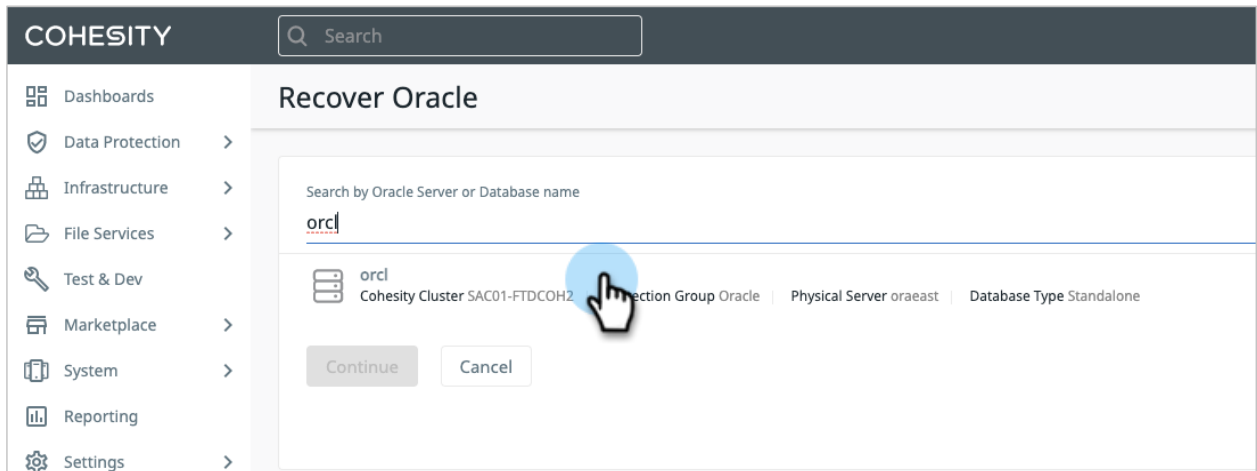 COHESITY
Search
Dashboards
Data Protection
Infrastructure
File Services
Test & Dev
Marketplace
System
Reporting
Settings
Recover Oracle
Search by Oracle Server or Database name
orcl
orcl
Cohesity Cluster SAC01-FTDCOH2 Group Oracle Physical Server oraeast Database Type Standalone
Continue Cancel